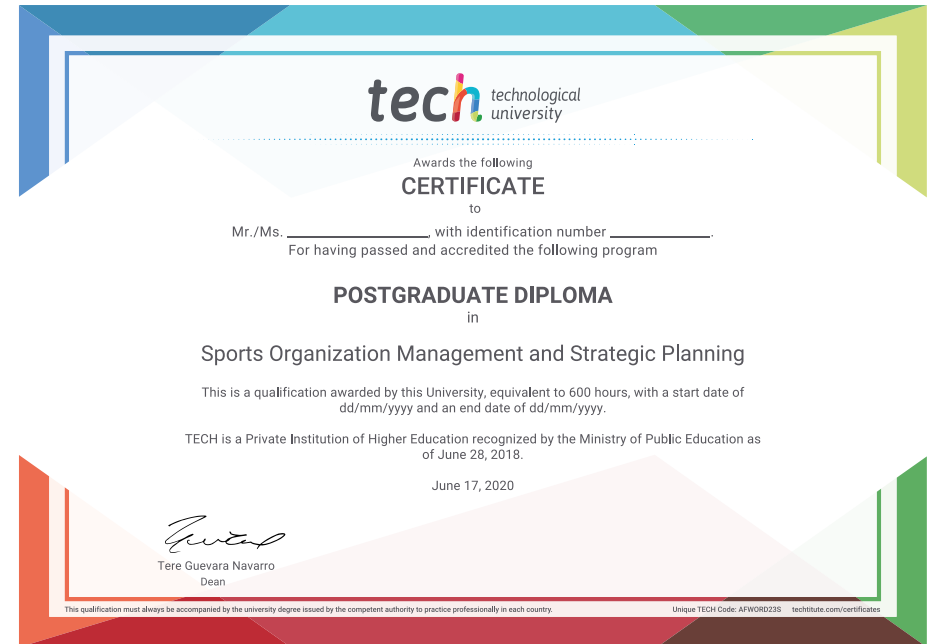 tech technological
university
Awards the following
CERTIFICATE
to
Mr./Ms. ________________, with identification number ____________.
For having passed and accredited the following program
POSTGRADUATE DIPLOMA
in
Sports Organization Management and Strategic Planning
This is a qualification awarded by this University, equivalent to 600 hours, with a start date of
dd/mm/yyyy and an end date of dd/mm/yyyy.
TECH is a Private Institution of Higher Education recognized by the Ministry of Public Education as
of June 28, 2018.
June 17, 2020
Tere Guevara Navarro
Dean
This qualification must always be accompanied by the university degree issued by the competent authority to practice professionally in each country.
Unique TECH Code: AFWORD23S techtitute.com/certificates